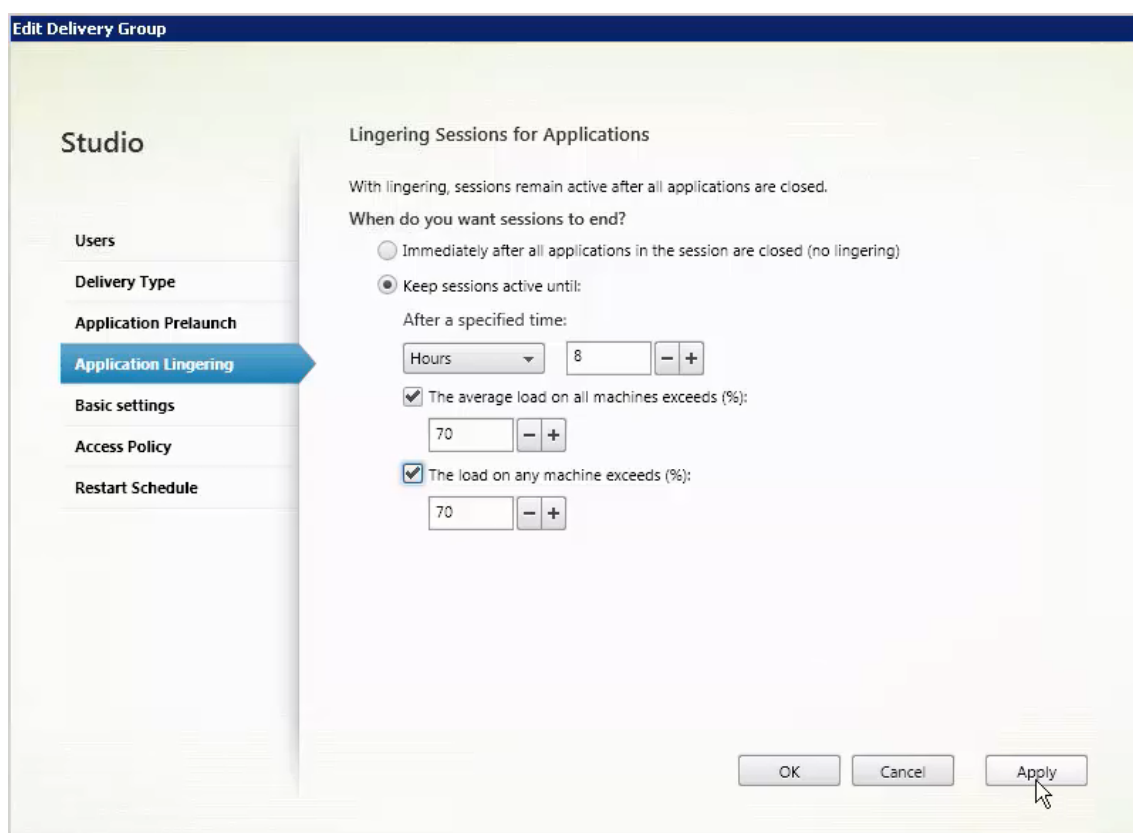 Edit Delivery Group
Studio
Users
Delivery Type
Application Prelaunch
Application Lingering
Basic settings
Access Policy
Restart Schedule
Lingering Sessions for Applications
With lingering, sessions remain active after all applications are closed.
When do you want sessions to end?
Immediately after all applications in the session are closed (no lingering)
Keep sessions active until:
After a specified time:
Hours 8 − +
The average load on all machines exceeds (%):
70 − +
The load on any machine exceeds (%):
70 − +
OK Cancel Apply